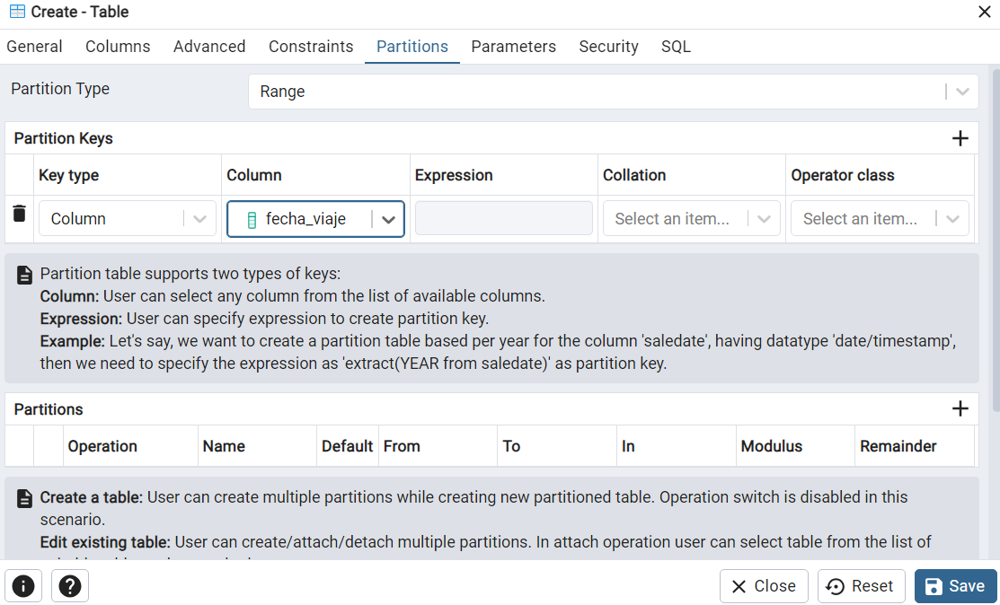 Create - Table
General Columns Advanced Constraints Partitions Parameters Security SQL
Partition Type Range
Partition Keys
Key type Column Expression Collation Operator class
Column fecha_viaje Select an item... Select an item...
Partition table supports two types of keys:
Column: User can select any column from the list of available columns.
Expression: User can specify expression to create partition key.
Example: Let's say, we want to create a partition table based per year for the column 'saledate', having datatype 'date/timestamp',
then we need to specify the expression as 'extract(YEAR from saledate)' as partition key.
Partitions
Operation Name Default From To In Modulus Remainder
Create a table: User can create multiple partitions while creating new partitioned table. Operation switch is disabled in this
scenario.
Edit existing table: User can create/attach/detach multiple partitions. In attach operation user can select table from the list of
Close Reset Save